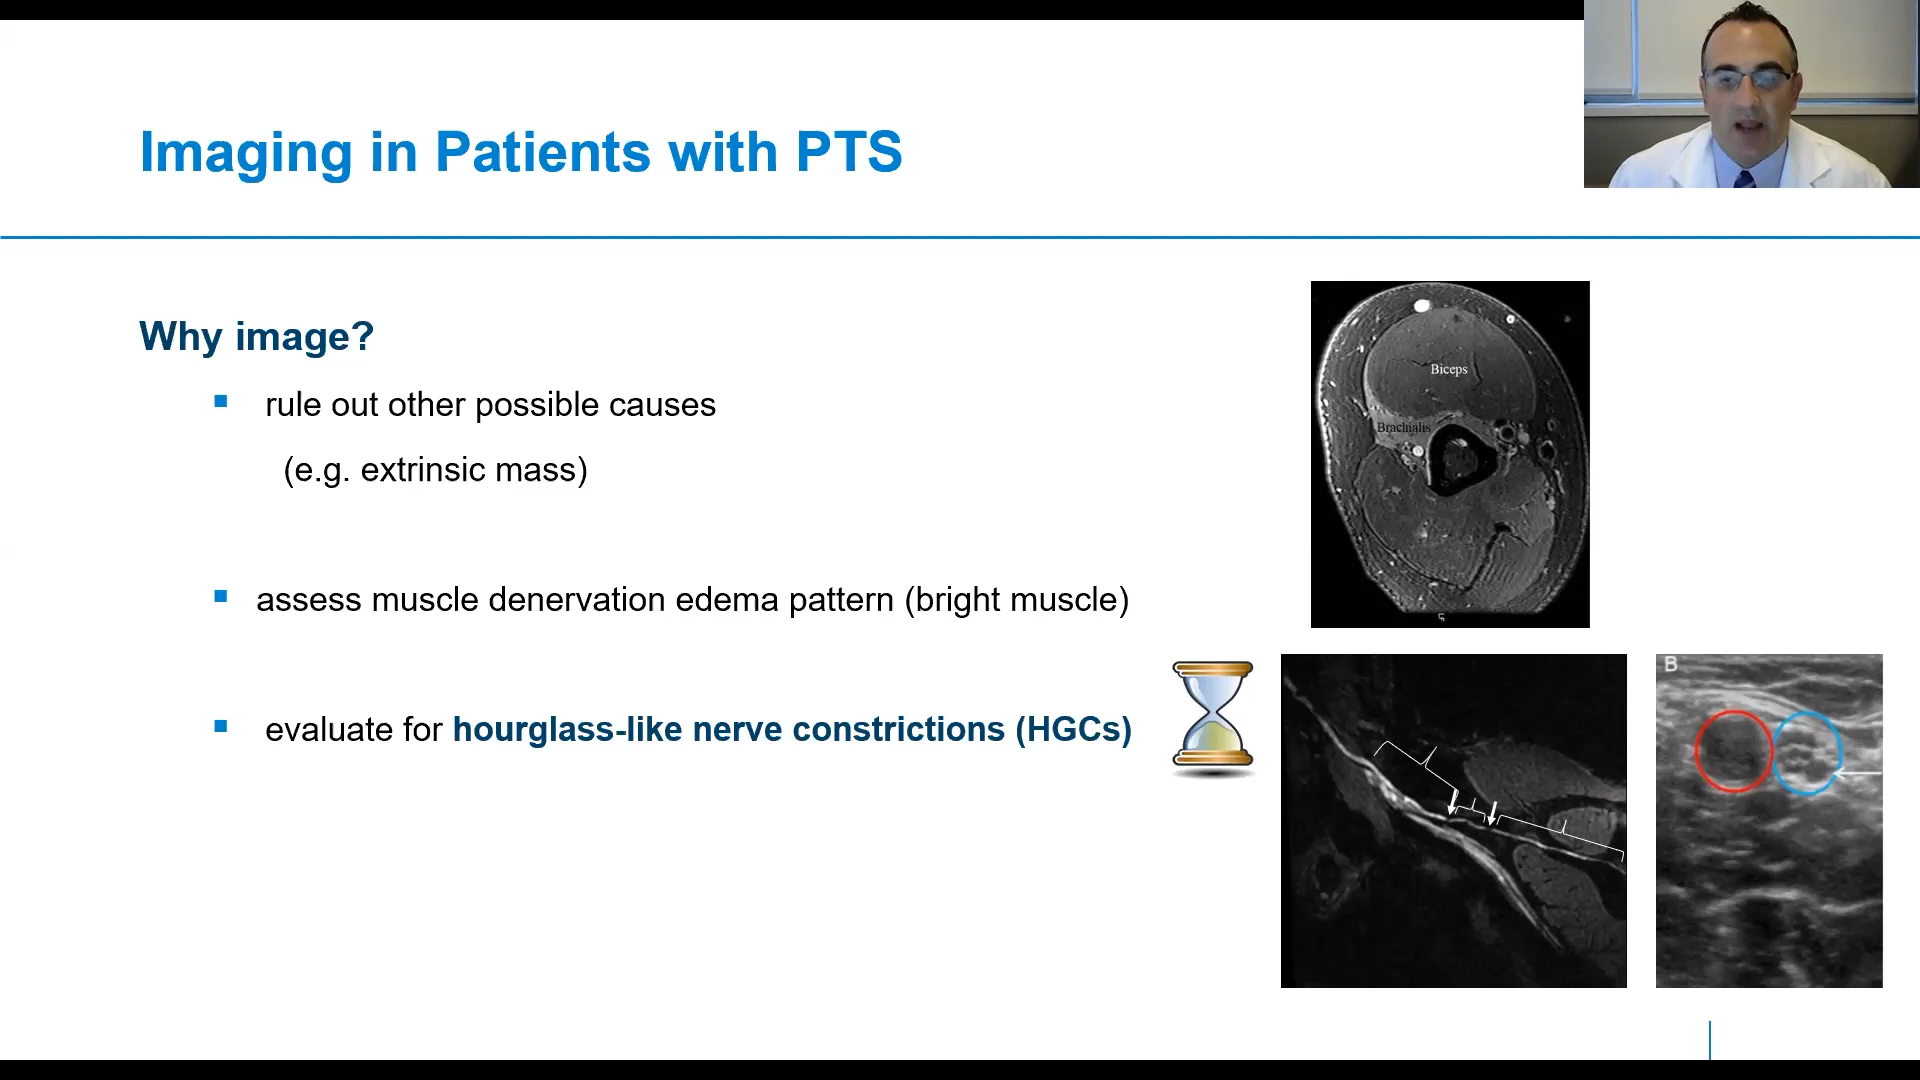 Imaging in Patients with PTS
Why image?
rule out other possible causes
(e.g. extrinsic mass)
assess muscle denervation edema pattern (bright muscle)
evaluate for hourglass-like nerve constrictions (HGCs)
Biceps
Brachialis
B